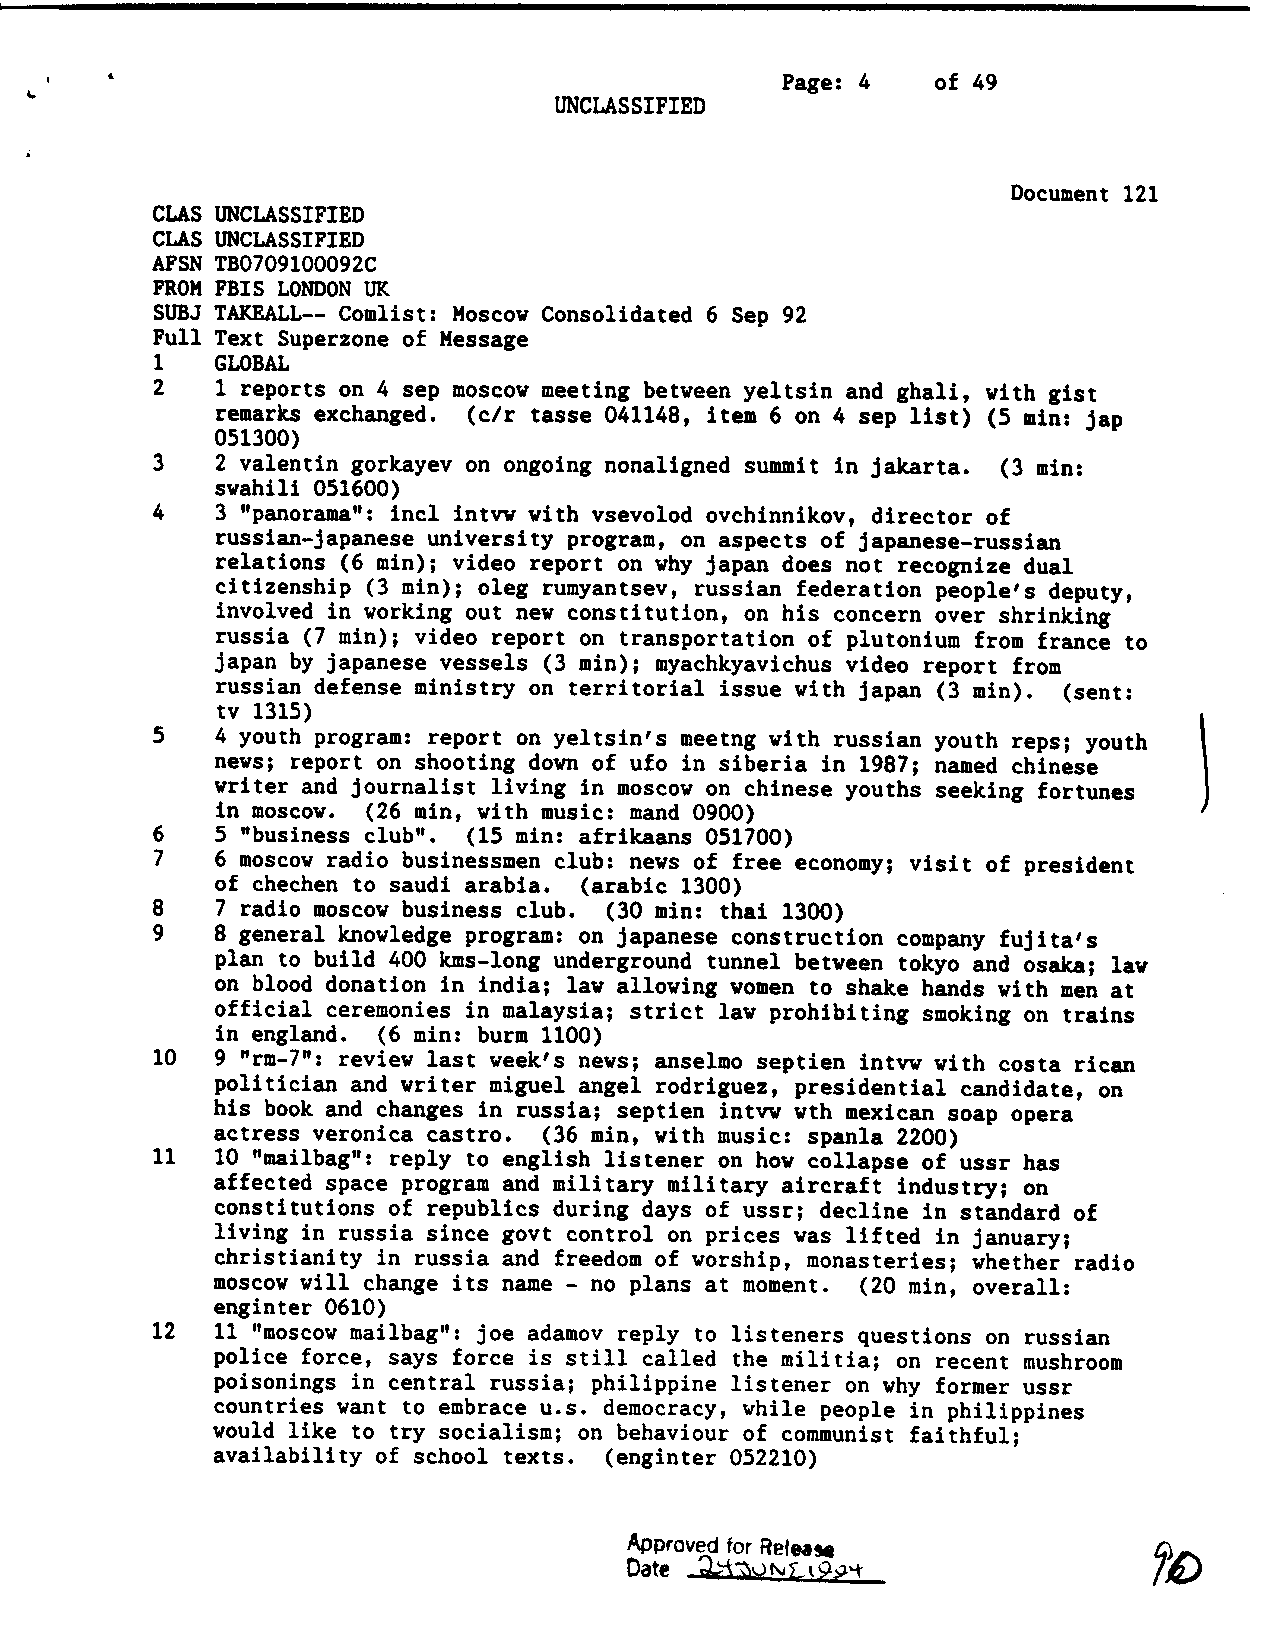 Page: 4 of 49
UNCLASSIFIED
Document 121
CLAS UNCLASSIFIED
CLAS UNCLASSIFIED
AFSN TB0709100092C
FROM FBIS LONDON UK
SUBJ TAKEALL-- Comlist: Moscow Consolidated 6 Sep 92
Full Text Superzone of Message
1 GLOBAL
2 1 reports on 4 sep moscow meeting between yeltsin and ghali, with gist
remarks exchanged. (c/r tasse 041148, item 6 on 4 sep list) (5 min: jap
051300)
3 2 valentin gorkayev on ongoing nonaligned summit in jakarta. (3 min:
swahili 051600)
4 3 "panorama": incl intvw with vsevolod ovchinnikov, director of
russian-japanese university program, on aspects of japanese-russian
relations (6 min); video report on why japan does not recognize dual
citizenship (3 min); oleg rumyantsev, russian federation people's deputy,
involved in working out new constitution, on his concern over shrinking
russia (7 min); video report on transportation of plutonium from france to
japan by japanese vessels (3 min); myachkyavichus video report from
russian defense ministry on territorial issue with japan (3 min). (sent:
tv 1315)
5 4 youth program: report on yeltsin's meetng with russian youth reps; youth
news; report on shooting down of ufo in siberia in 1987; named chinese
writer and journalist living in moscow on chinese youths seeking fortunes
in moscow. (26 min, with music: mand 0900)
6 5 "business club". (15 min: afrikaans 051700)
7 6 moscow radio businessmen club: news of free economy; visit of president
of chechen to saudi arabia. (arabic 1300)
8 7 radio moscow business club. (30 min: thai 1300)
9 8 general knowledge program: on japanese construction company fujita's
plan to build 400 kms-long underground tunnel between tokyo and osaka; law
on blood donation in india; law allowing women to shake hands with men at
official ceremonies in malaysia; strict law prohibiting smoking on trains
in england. (6 min: burm 1100)
10 9 "rm-7": review last week's news; anselmo septien intvw with costa rican
politician and writer miguel angel rodriguez, presidential candidate, on
his book and changes in russia; septien intvw wth mexican soap opera
actress veronica castro. (36 min, with music: spanla 2200)
11 10 "mailbag": reply to english listener on how collapse of ussr has
affected space program and military military aircraft industry; on
constitutions of republics during days of ussr; decline in standard of
living in russia since govt control on prices was lifted in january;
christianity in russia and freedom of worship, monasteries; whether radio
moscow will change its name - no plans at moment. (20 min, overall:
enginter 0610)
12 11 "moscow mailbag": joe adamov reply to listeners questions on russian
police force, says force is still called the militia; on recent mushroom
poisonings in central russia; philippine listener on why former ussr
countries want to embrace u.s. democracy, while people in philippines
would like to try socialism; on behaviour of communist faithful;
availability of school texts. (enginter 052210)
Approved for Release
Date JUNE 1994